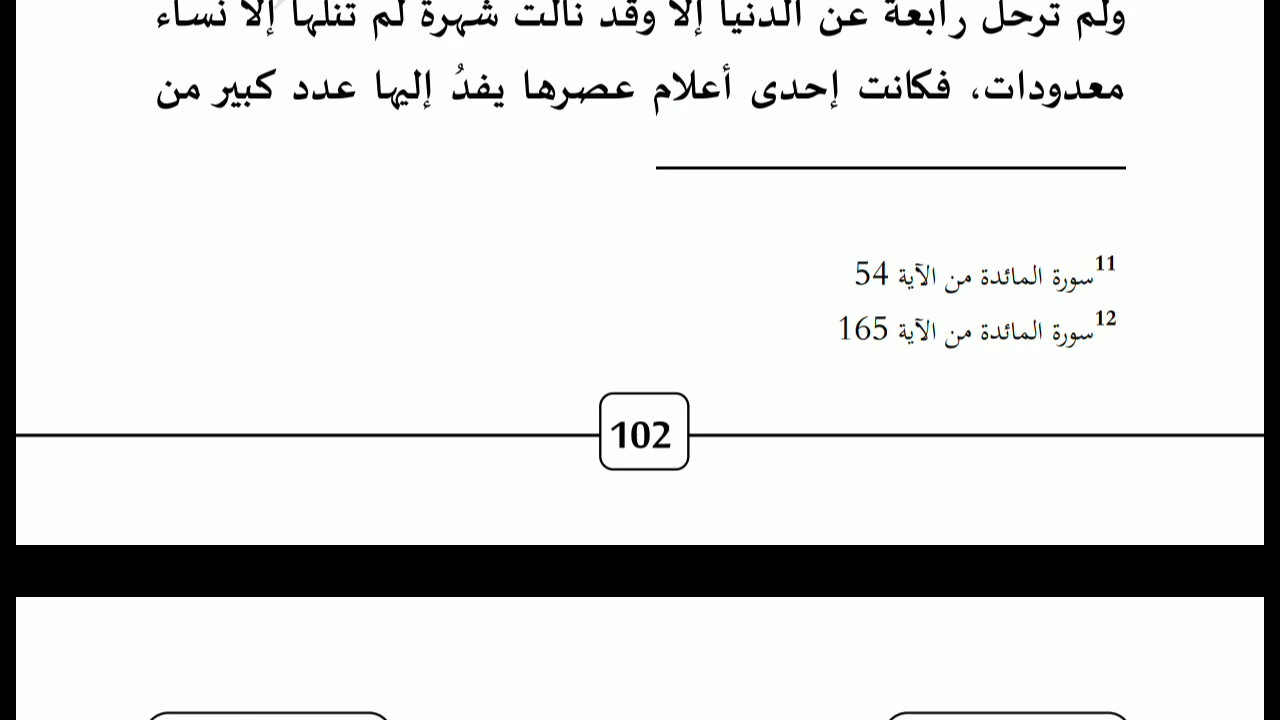 ولم ترحل رابعة عن الدنيا إلا وقد نالت شهرة لم تنلها إلا نساء
معدودات، فكانت إحدى أعلام عصرها يفدُ إليها عدد كبير من
11سورة المائدة من الآية 54
12سورة المائدة من الآية 165
102